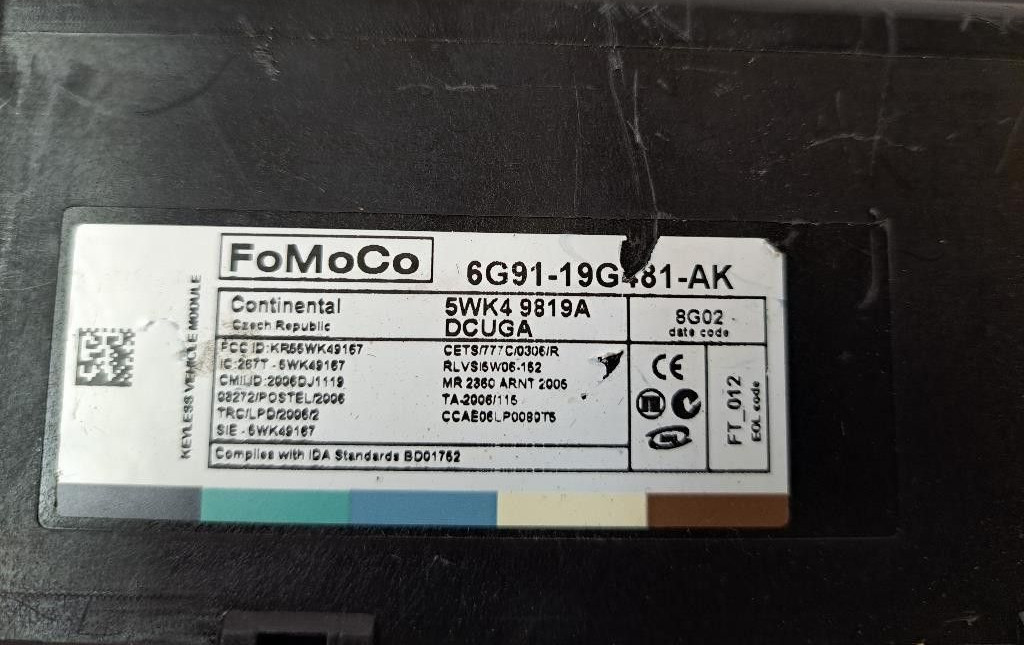 FoMoCo
6G91-19G481-AK
KEYLESS VEHICLE MODULE
Continental
Czech Republic
5WK4 9819A
DCUGA
8G02
date code
FCC ID:KR55WK49167
IC:267T - 5WK49167
CMIIJD:2006DJ1119
03272/POSTEL/2006
TRC/LPD/2006/2
SIE - 5WK49167
CETS/777C/0306/R
RLVSI5W06-152
MR 2360 ARNT 2006
TA-2006/115
Complies with IDA Standards BD01752
CE
FT_012
EOL code